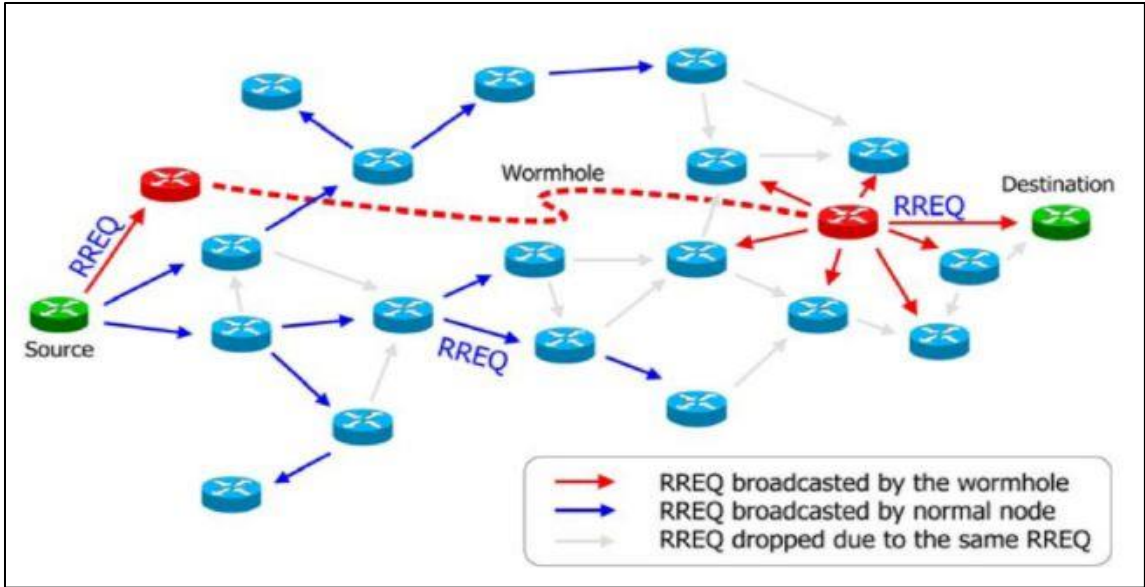 Wormhole
Destination
RREQ
RREQ
Source
RREQ
RREQ broadcasted by the wormhole
RREQ broadcasted by normal node
RREQ dropped due to the same RREQ